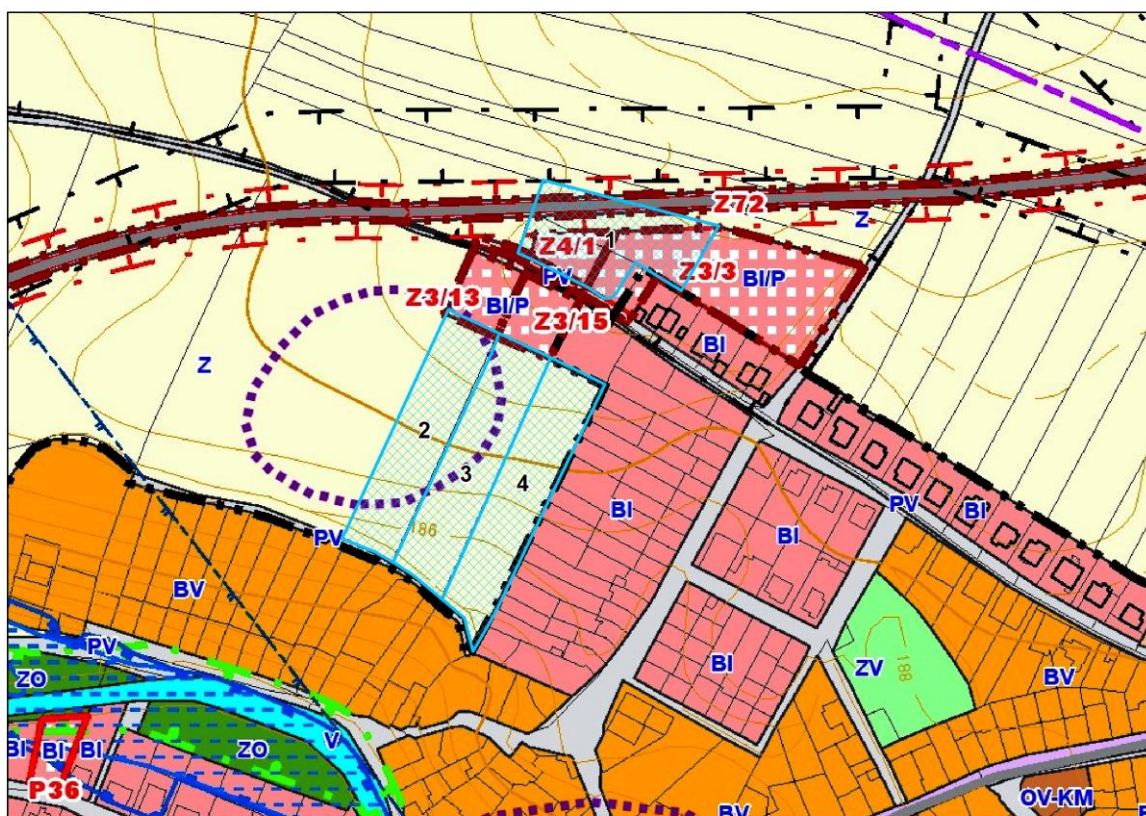 Z72
Z
Z4/1
1
PV
Z3/3
BI/P
Z3/13
BI/P
Z3/15
BI
Z
2
3
4
186
PV
BI
BI
PV
BI
BV
PV
ZO
BI
ZV
188
BV
V
ZO
BI
BI
BI
P36
BV
OV-KM